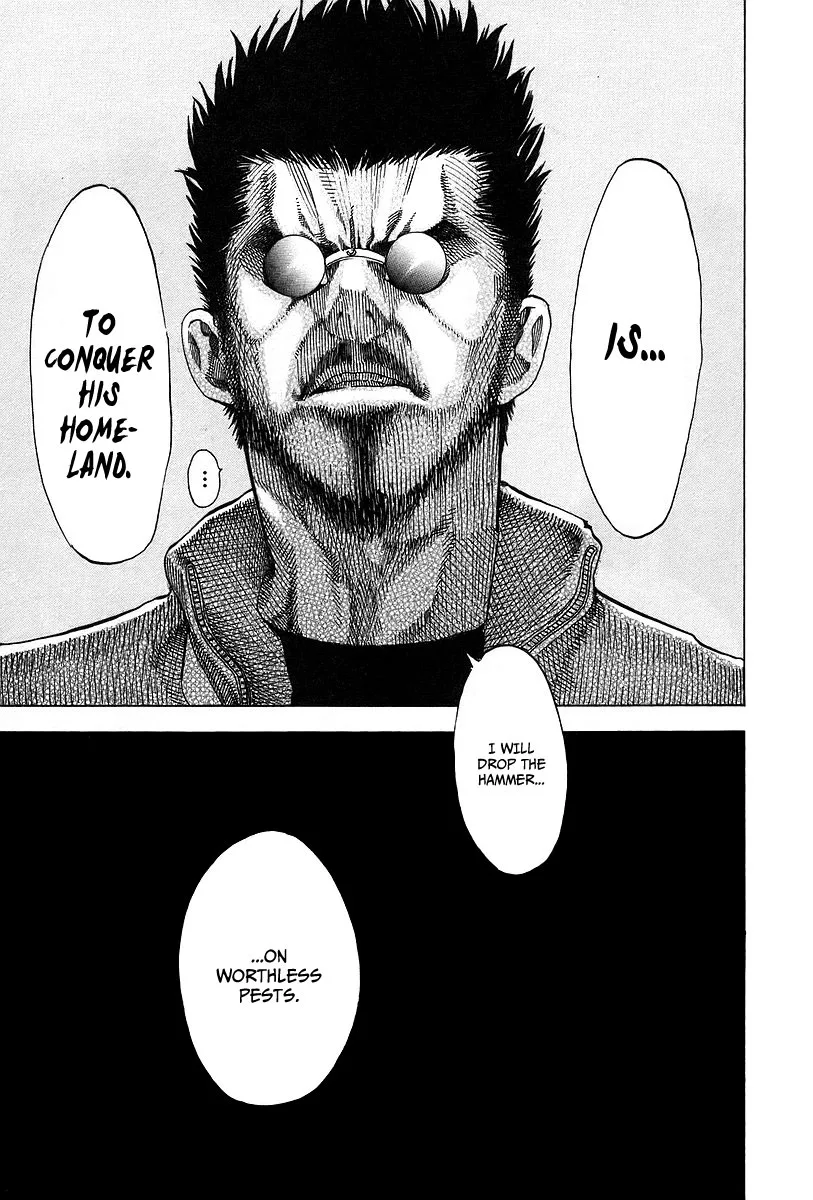 IS...
TO
CONQUER
HIS
HOME-
LAND.
...
I WILL
DROP THE
HAMMER...
...ON
WORTHLESS
PESTS.